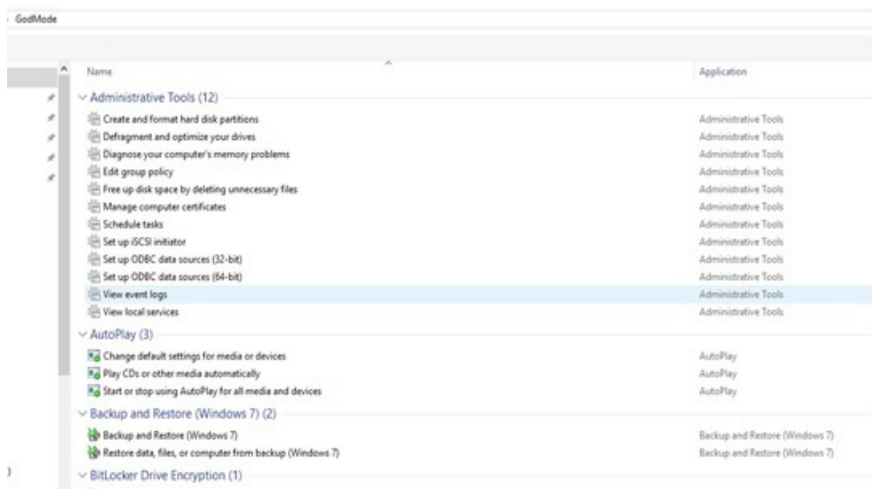 GodMode
Name Application
Administrative Tools (12)
Create and format hard disk partitions Administrative Tools
Defragment and optimize your drives Administrative Tools
Diagnose your computer's memory problems Administrative Tools
Edit group policy Administrative Tools
Free up disk space by deleting unnecessary files Administrative Tools
Manage computer certificates Administrative Tools
Schedule tasks Administrative Tools
Set up iSCSI initiator Administrative Tools
Set up ODBC data sources (32-bit) Administrative Tools
Set up ODBC data sources (64-bit) Administrative Tools
View event logs Administrative Tools
View local services Administrative Tools
AutoPlay (3)
Change default settings for media or devices AutoPlay
Play CDs or other media automatically AutoPlay
Start or stop using AutoPlay for all media and devices AutoPlay
Backup and Restore (Windows 7) (2)
Backup and Restore (Windows 7) Backup and Restore (Windows 7)
Restore data, files, or computer from backup (Windows 7) Backup and Restore (Windows 7)
)
BitLocker Drive Encryption (1)